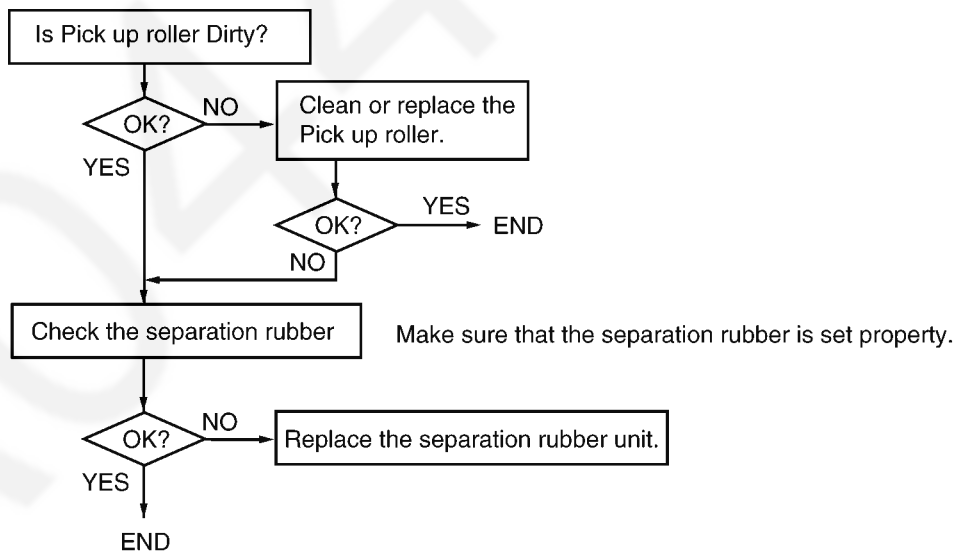 Is Pick up roller Dirty?
OK?
NO
YES
Clean or replace the
Pick up roller.
OK?
YES
END
NO
Check the separation rubber
Make sure that the separation rubber is set property.
OK?
NO
Replace the separation rubber unit.
YES
END